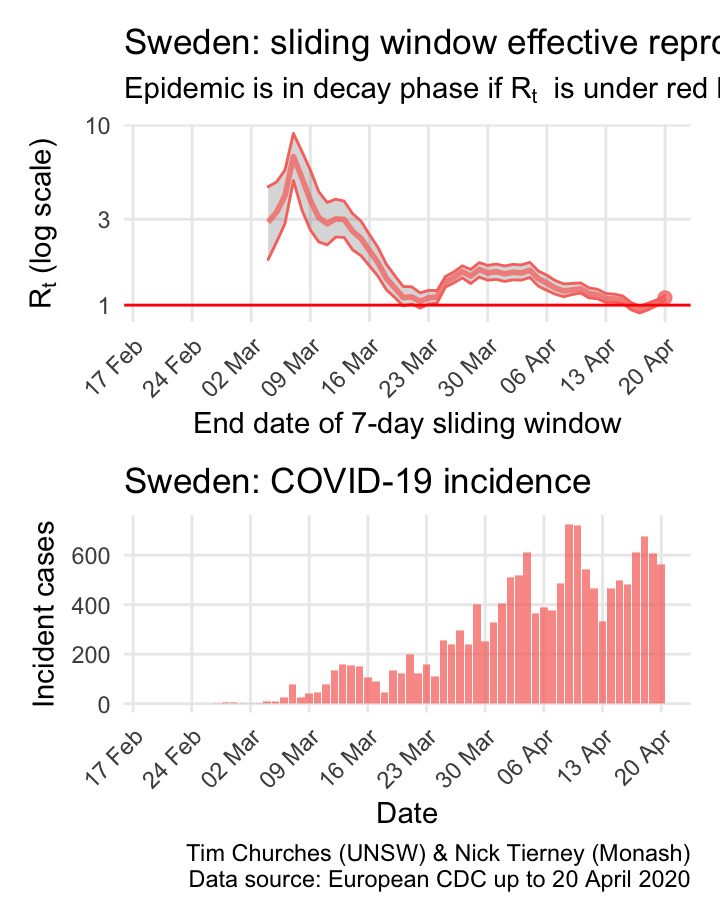 Sweden: sliding window effective repro
Epidemic is in decay phase if Rt is under red l
10
3
1
Rt (log scale)
17 Feb
24 Feb
02 Mar
09 Mar
16 Mar
23 Mar
30 Mar
06 Apr
13 Apr
20 Apr
End date of 7-day sliding window
Sweden: COVID-19 incidence
600
400
200
0
Incident cases
17 Feb
24 Feb
02 Mar
09 Mar
16 Mar
23 Mar
30 Mar
06 Apr
13 Apr
20 Apr
Date
Tim Churches (UNSW) & Nick Tierney (Monash)
Data source: European CDC up to 20 April 2020